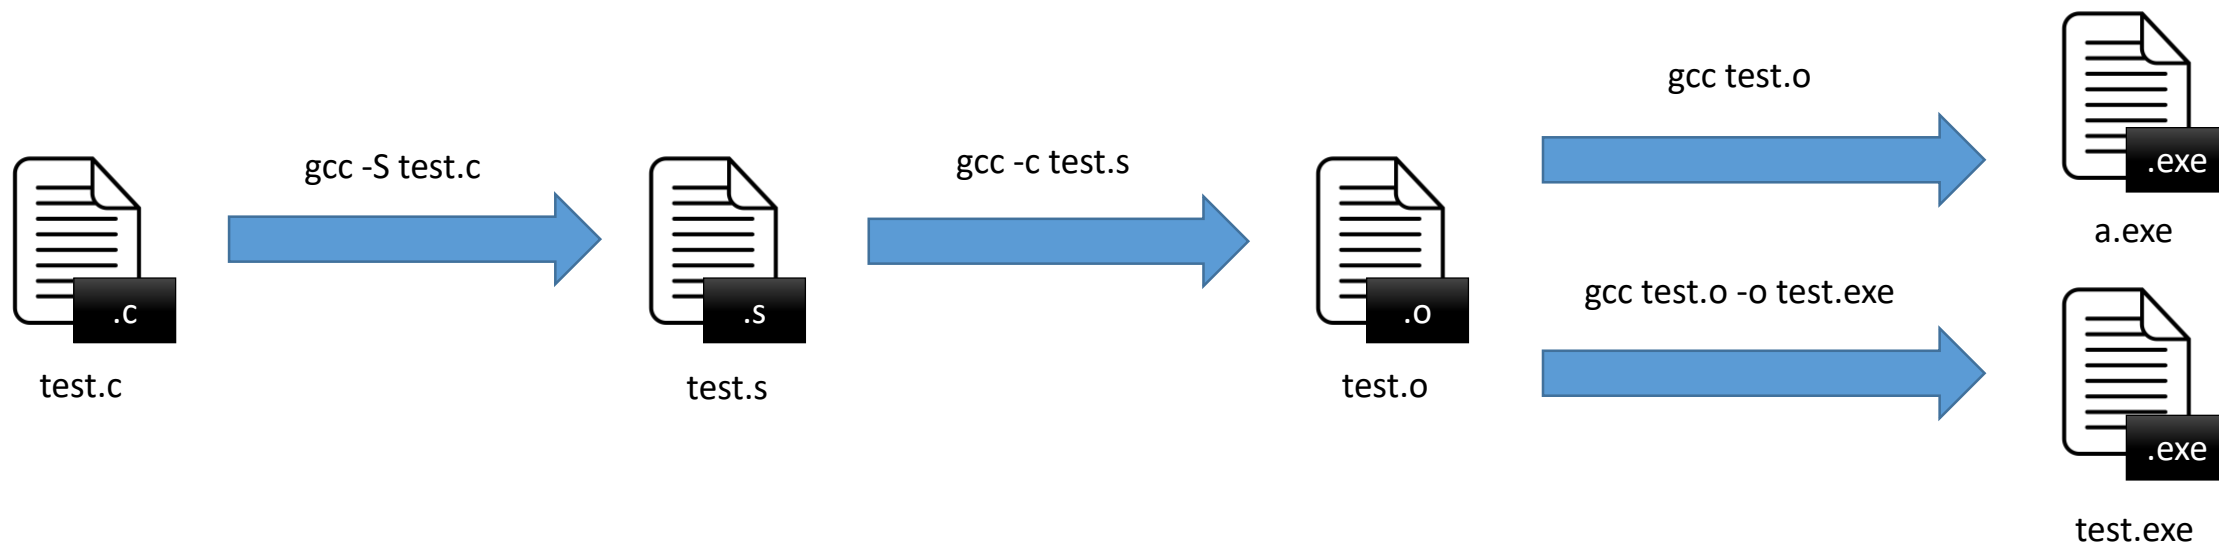 gcc -S test.c
.c
test.c
gcc -c test.s
.s
test.s
.o
test.o
gcc test.o
.exe
a.exe
gcc test.o -o test.exe
.exe
test.exe